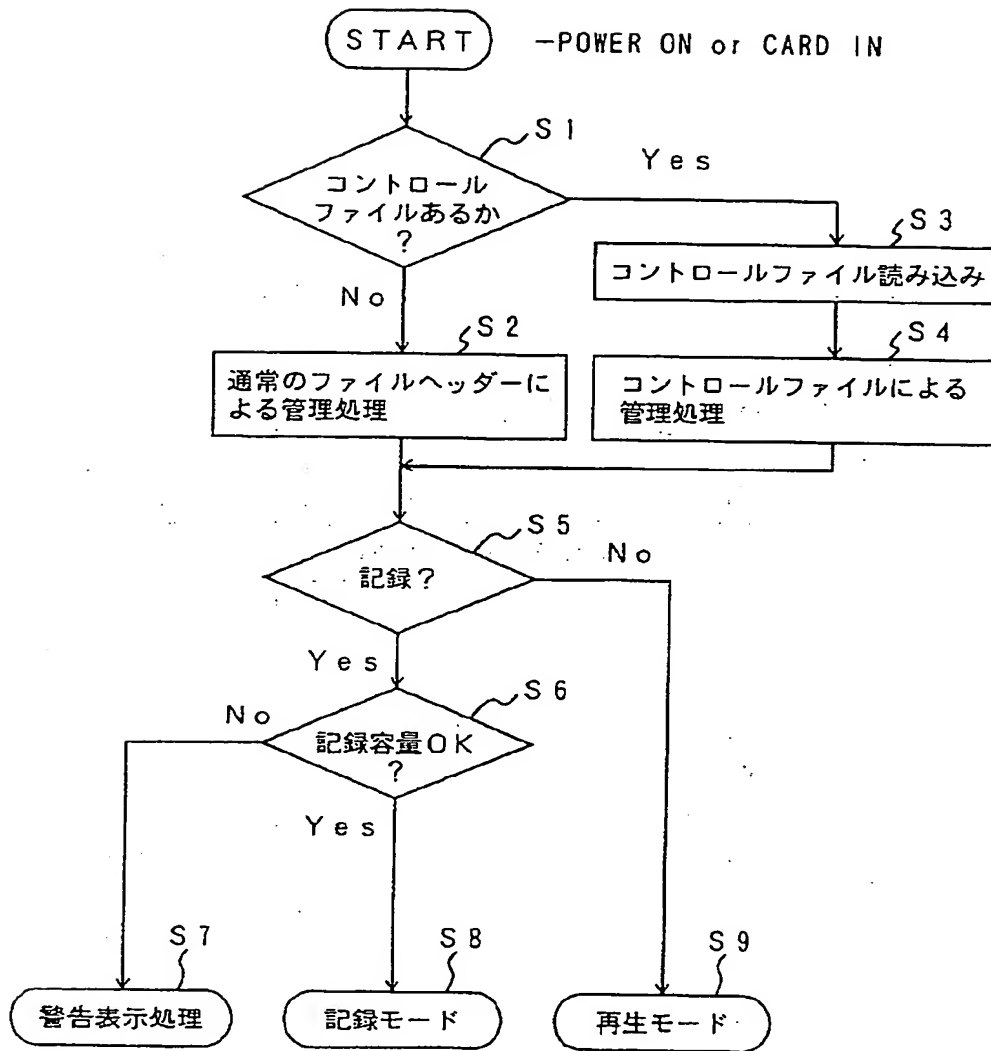 START
-POWER ON or CARD IN
S1
コントロール
ファイルあるか
?
Yes
No
S3
コントロールファイル読み込み
S2
通常のファイルヘッダーに
よる管理処理
S4
コントロールファイルによる
管理処理
S5
記録?
No
Yes
S6
記録容量OK
?
No
Yes
S7
警告表示処理
S8
記録モード
S9
再生モード